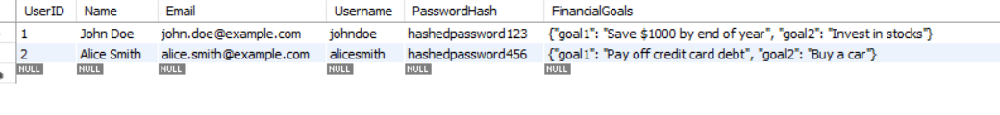 UserID Name Email Username PasswordHash FinancialGoals
1 John Doe john.doe@example.com johndoe hashedpassword123 {"goal1": "Save $1000 by end of year", "goal2": "Invest in stocks"}
2 Alice Smith alice.smith@example.com alicesmith hashedpassword456 {"goal1": "Pay off credit card debt", "goal2": "Buy a car"}
NULL NULL NULL NULL NULL NULL